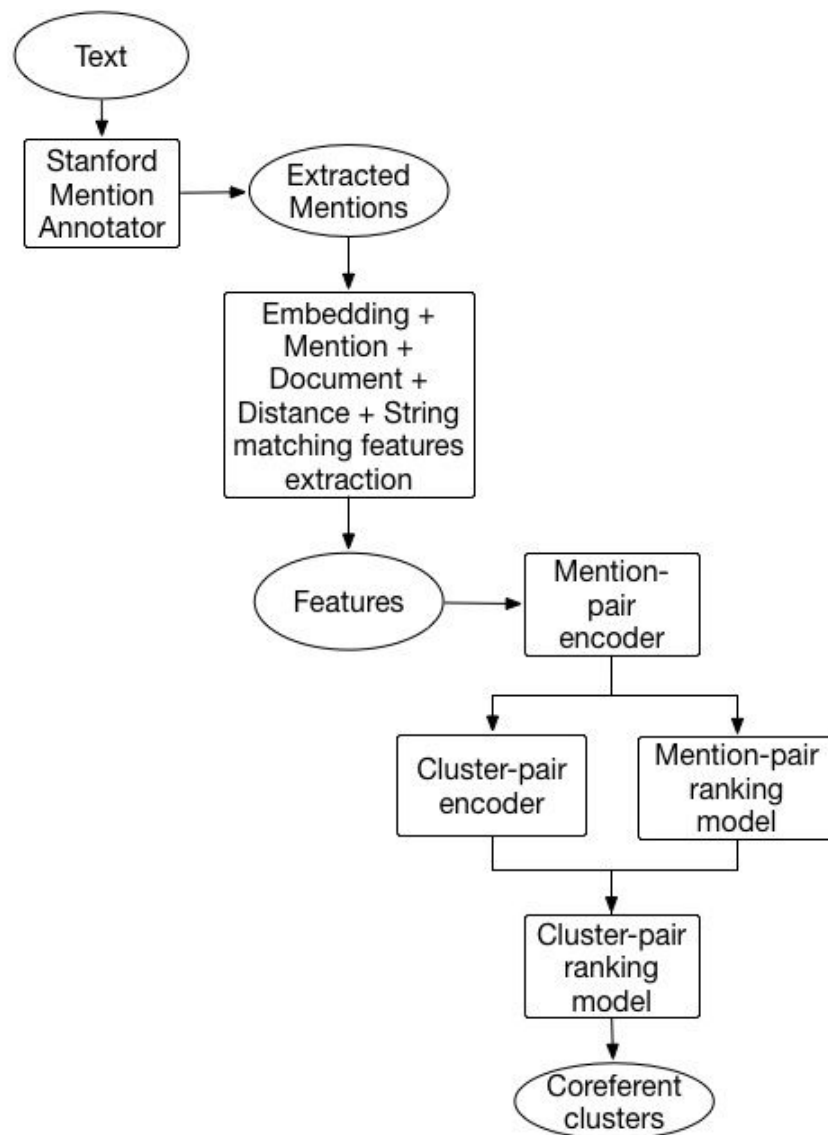 Text
Stanford
Mention
Annotator
Extracted
Mentions
Embedding +
Mention +
Document +
Distance + String
matching features
extraction
Features
Mention-
pair
encoder
Cluster-pair
encoder
Mention-pair
ranking
model
Cluster-pair
ranking
model
Coreferent
clusters